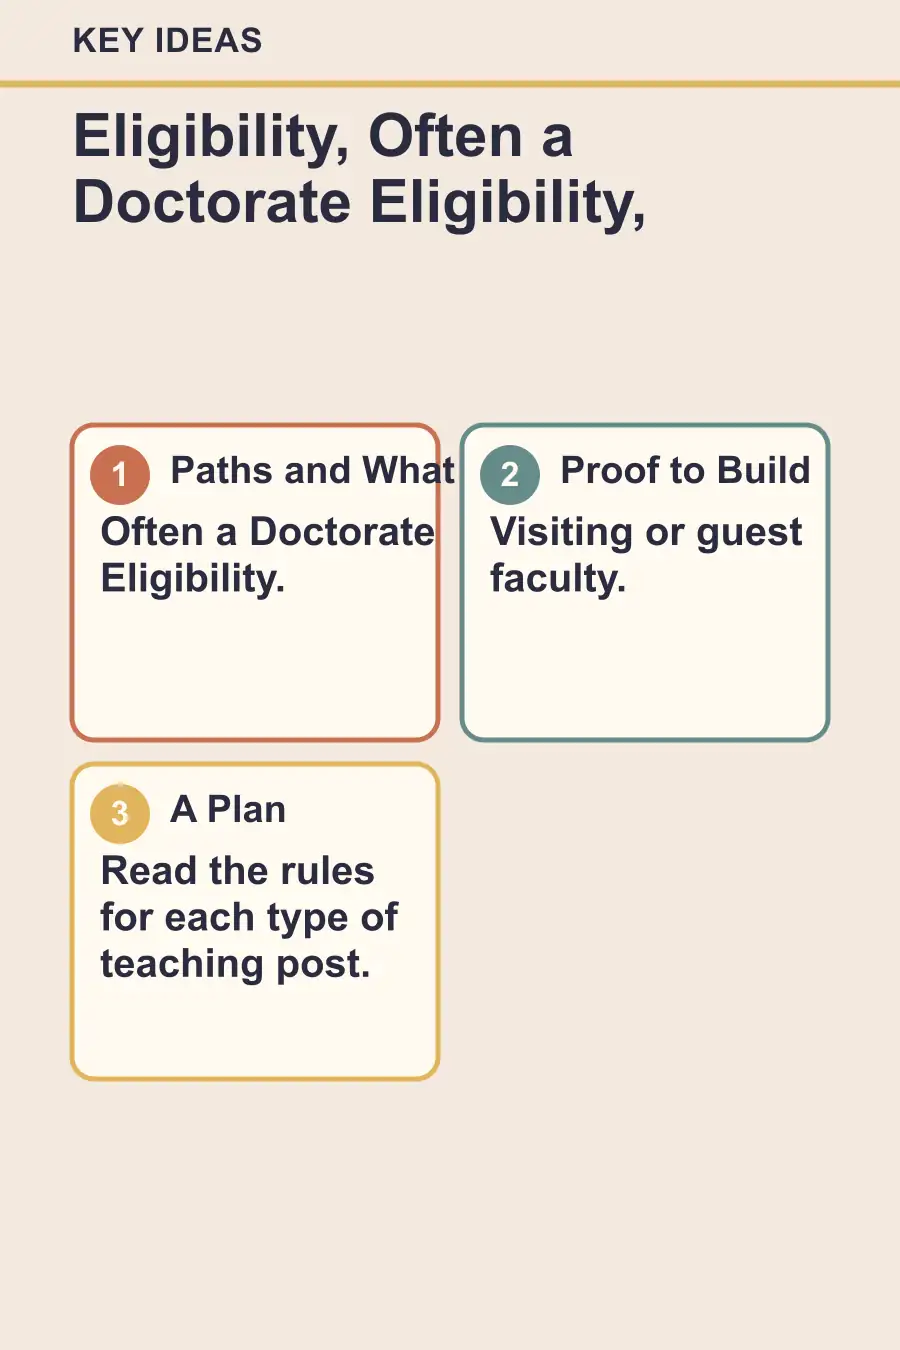 KEY IDEAS
Eligibility, Often a
Doctorate Eligibility,
1
Paths and What
Often a Doctorate
Eligibility.
2
Proof to Build
Visiting or guest
faculty.
3
A Plan
Read the rules
for each type of
teaching post.